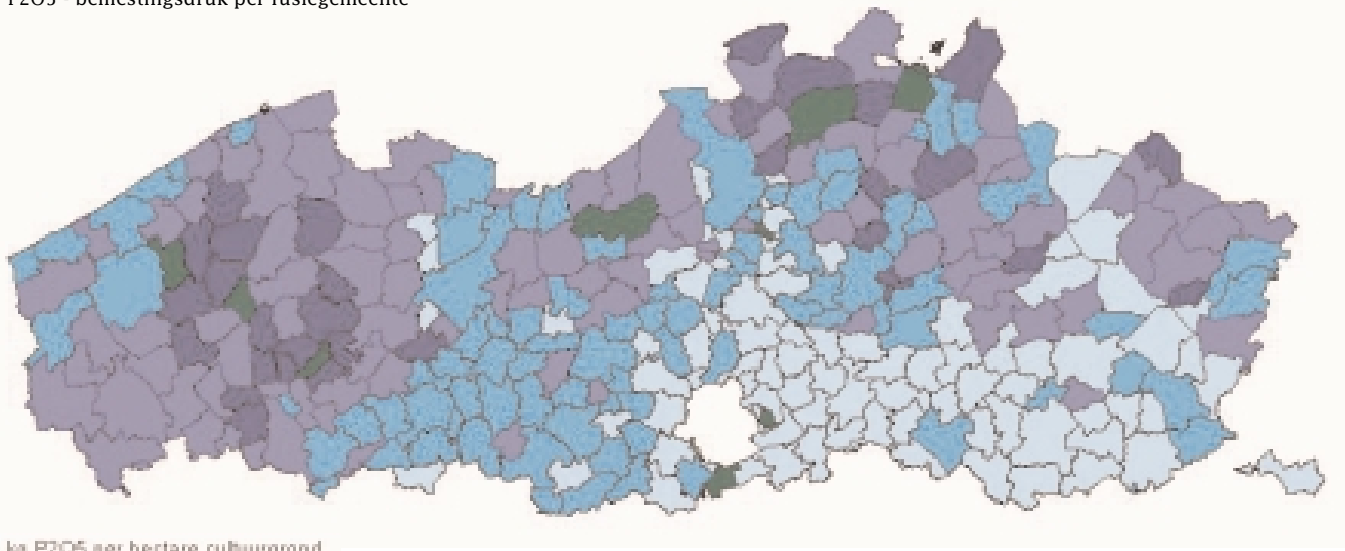 P2O5 - bemestingsdruk per fusiegemeente
kg P2O5 per hectare cultuurgrond